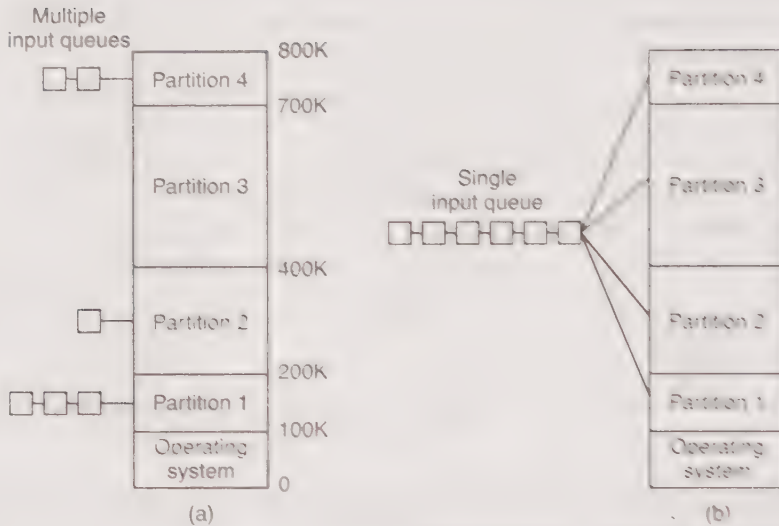 Multiple
input queues
800K
Partition 4
700K
Partition 3
400K
Partition 2
200K
Partition 1
100K
Operating
system
0
(a)
Single
input queue
Partition 4
Partition 3
Partition 2
Partition 1
Operating
system
(b)